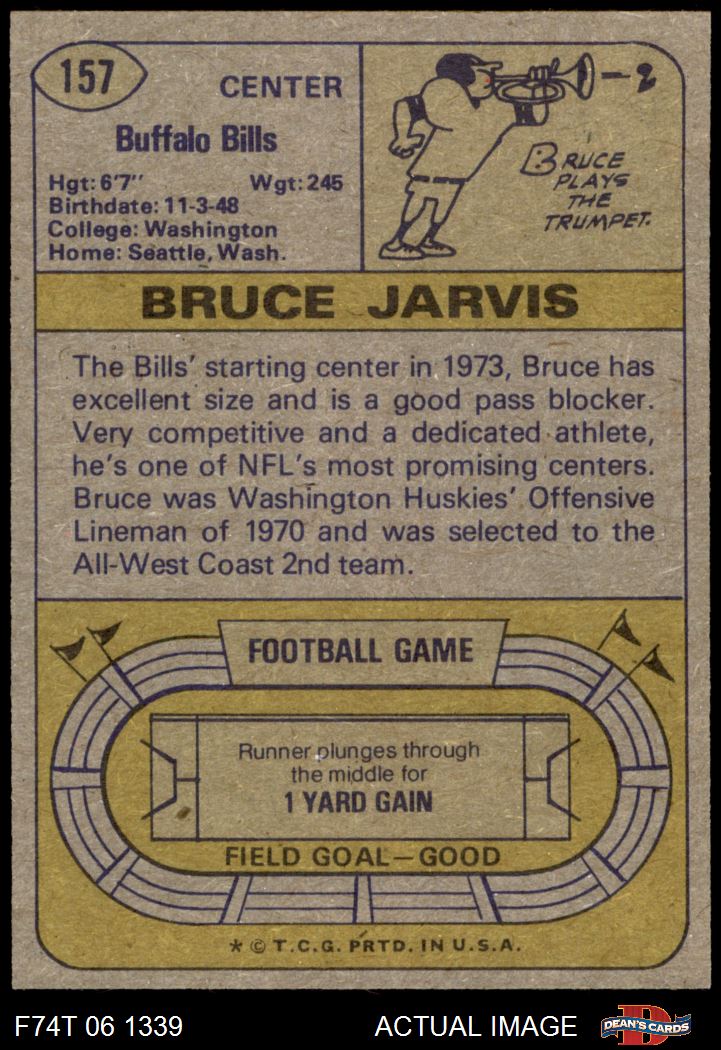 157
CENTER
Buffalo Bills
Hgt: 6'7" Wgt: 245
Birthdate: 11-3-48
College: Washington
Home: Seattle, Wash.
BRUCE
PLAYS
THE
TRUMPET.
BRUCE JARVIS
The Bills' starting center in 1973, Bruce has
excellent size and is a good pass blocker.
Very competitive and a dedicated athlete,
he's one of NFL's most promising centers.
Bruce was Washington Huskies' Offensive
Lineman of 1970 and was selected to the
All-West Coast 2nd team.
FOOTBALL GAME
Runner plunges through
the middle for
1 YARD GAIN
FIELD GOAL—GOOD
* © T.C.G. PRTD. IN U.S.A.
F74T 06 1339 ACTUAL IMAGE
D
DEAN'S CARDS